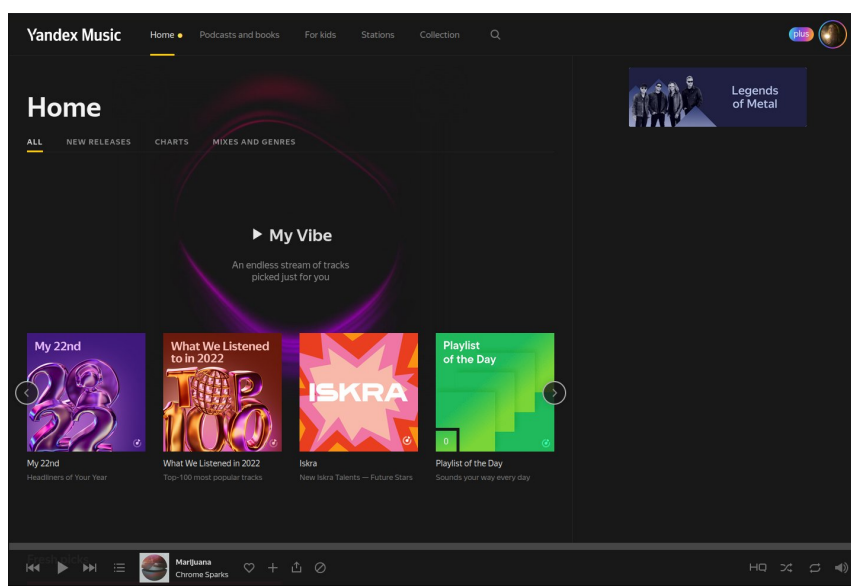 Yandex Music
Home
Podcasts and books
For kids
Stations
Collection
plus
Legends
of Metal
Home
ALL
NEW RELEASES
CHARTS
MIXES AND GENRES
My Vibe
An endless stream of tracks
picked just for you
My 22nd
2022
What We Listened
to in 2022
TOP
100
ISKRA
Playlist
of the Day
0
My 22nd
Headliners of Your Year
What We Listened in 2022
Top-100 most popular tracks
Iskra
New Iskra Talents — Future Stars
Playlist of the Day
Sounds your way every day
Fresh picks
Marijuana
Chrome Sparks
HQ